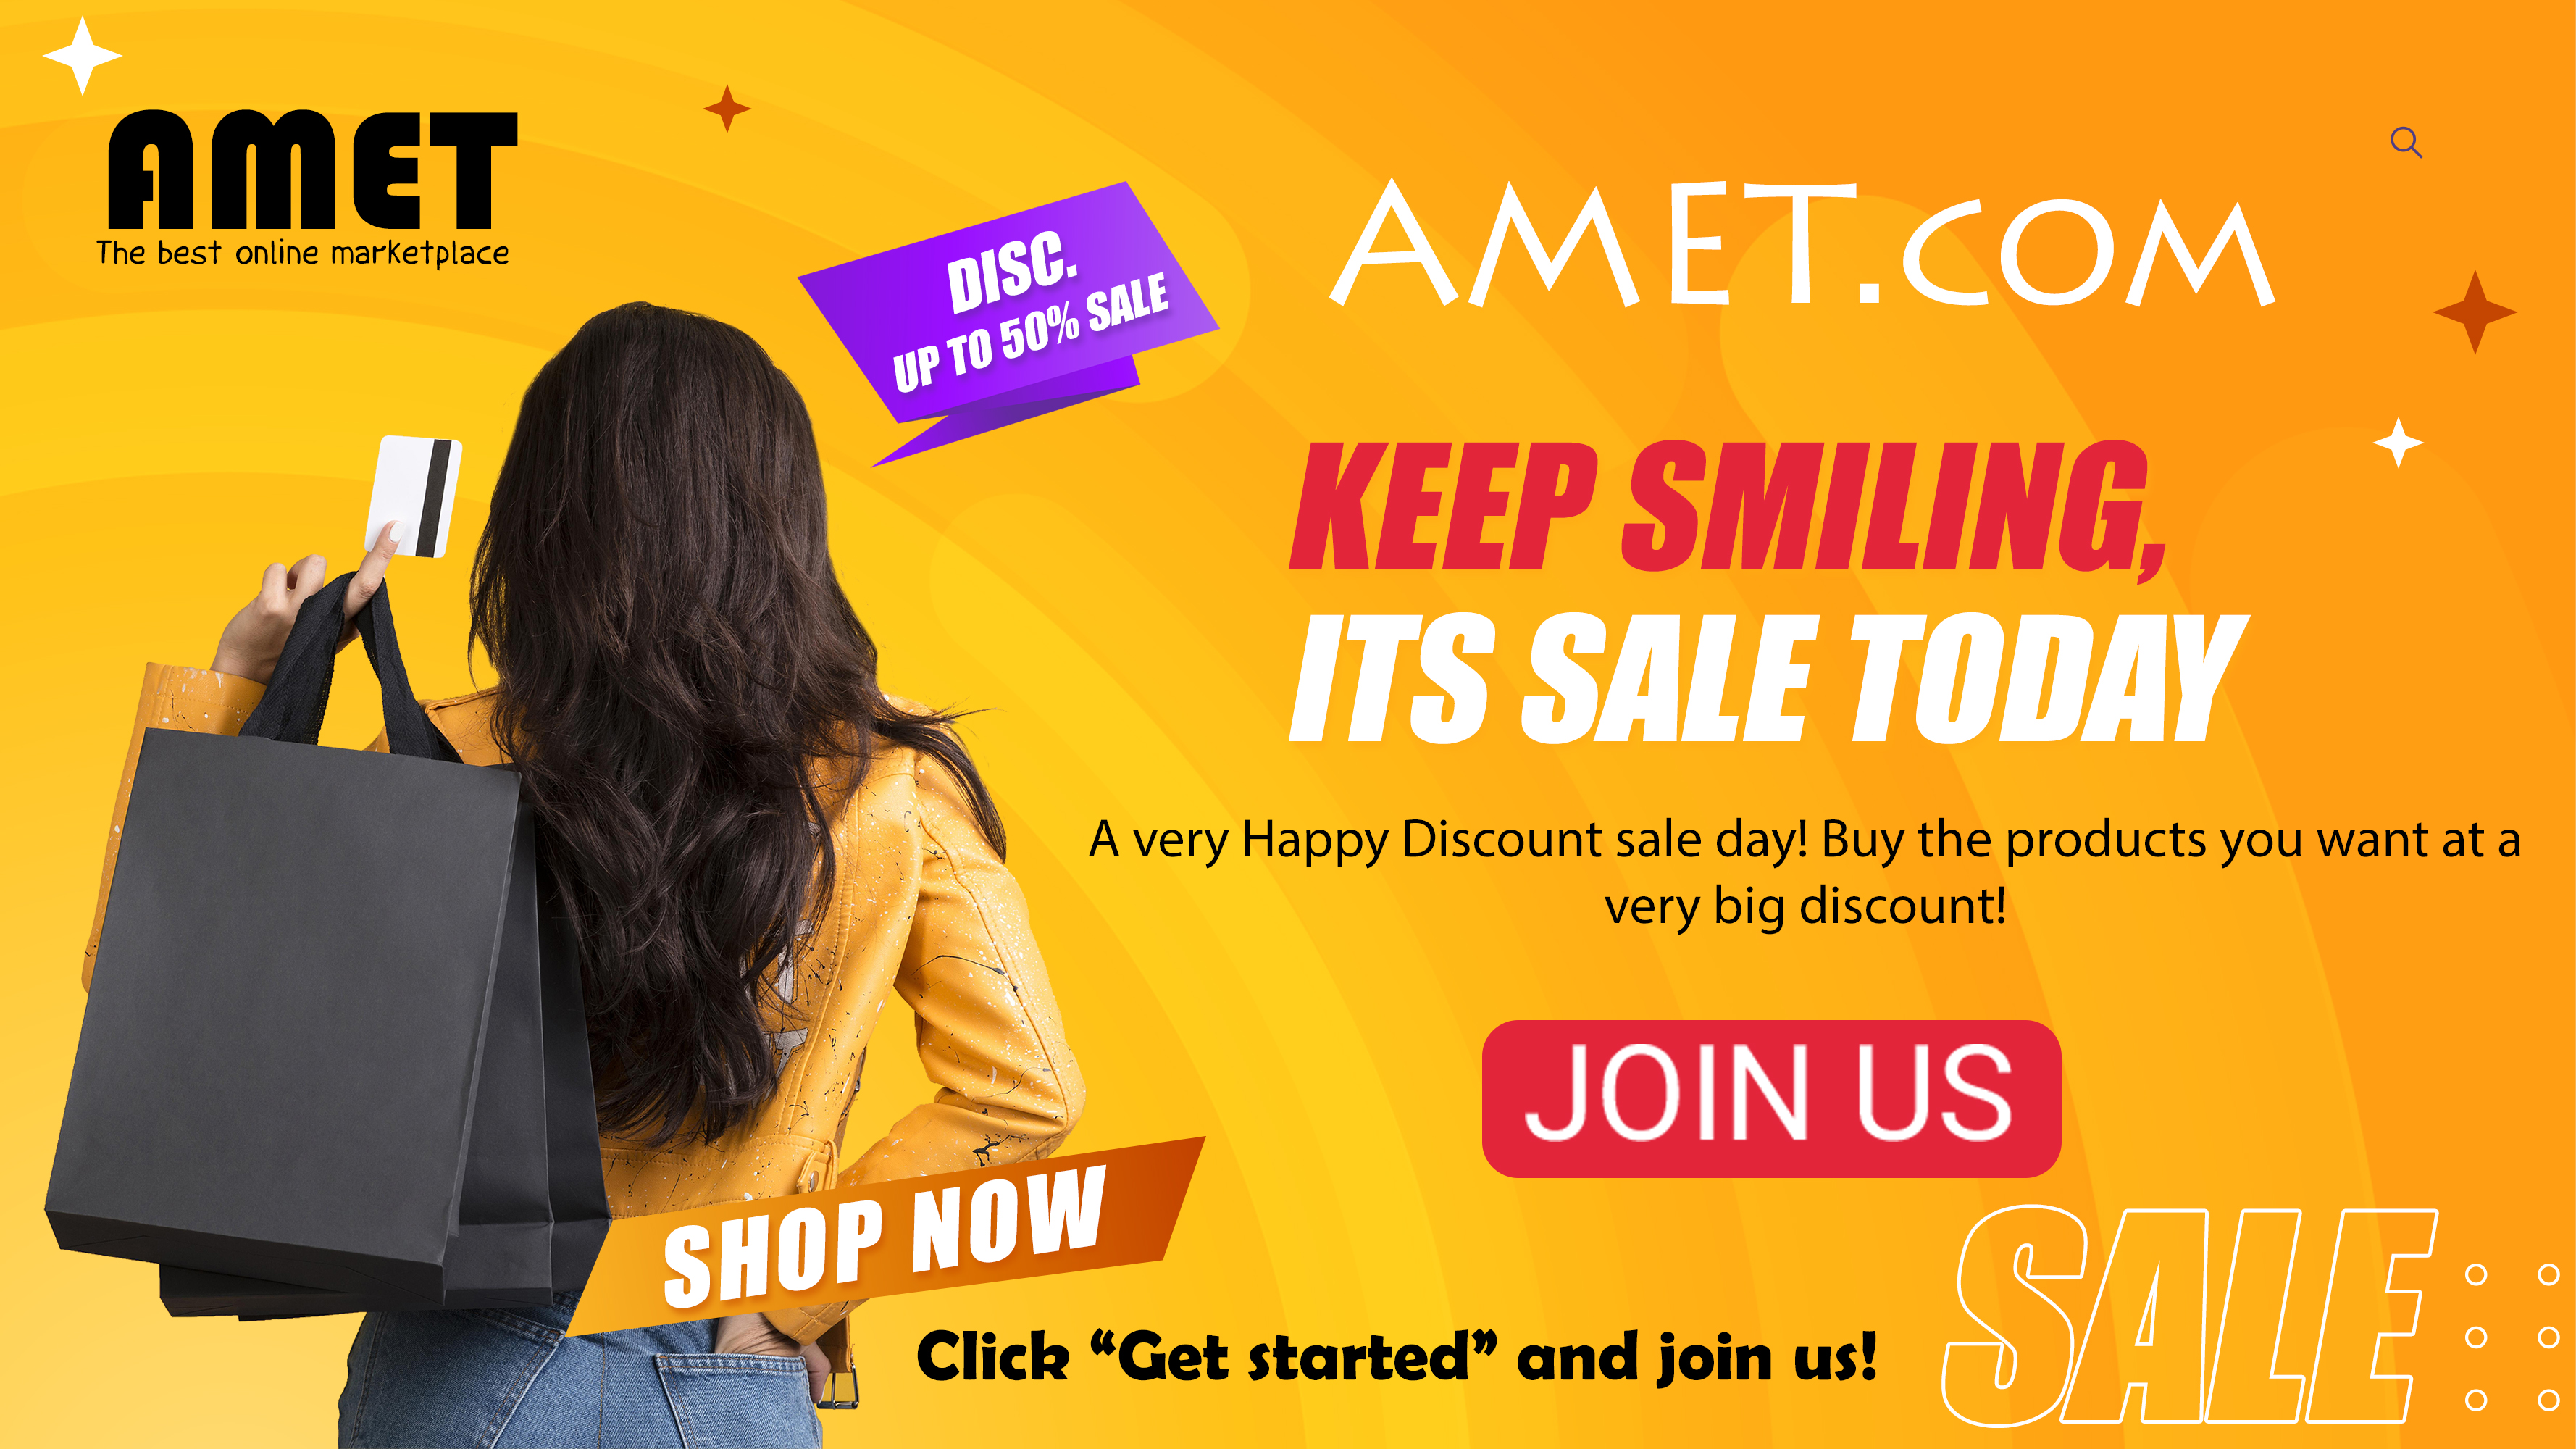 AMET
The best online marketplace
DISC.
UP TO 50% SALE
AMET.COM
KEEP SMILING,
ITS SALE TODAY
A very Happy Discount sale day! Buy the products you want at a
very big discount!
JOIN US
SHOP NOW
Click “Get started” and join us!
SALE